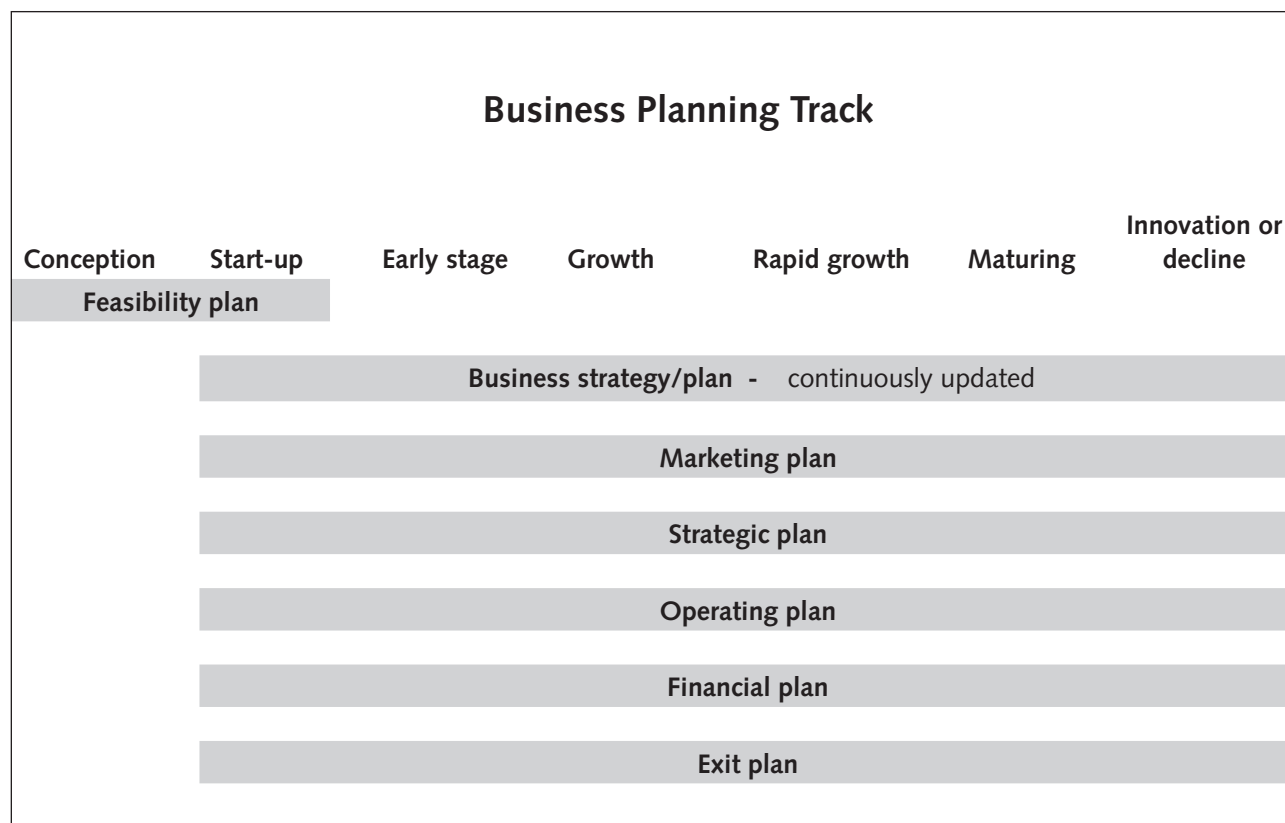 Business Planning Track
Conception Start-up Early stage Growth Rapid growth Maturing Innovation or decline
Feasibility plan
Business strategy/plan - continuously updated
Marketing plan
Strategic plan
Operating plan
Financial plan
Exit plan